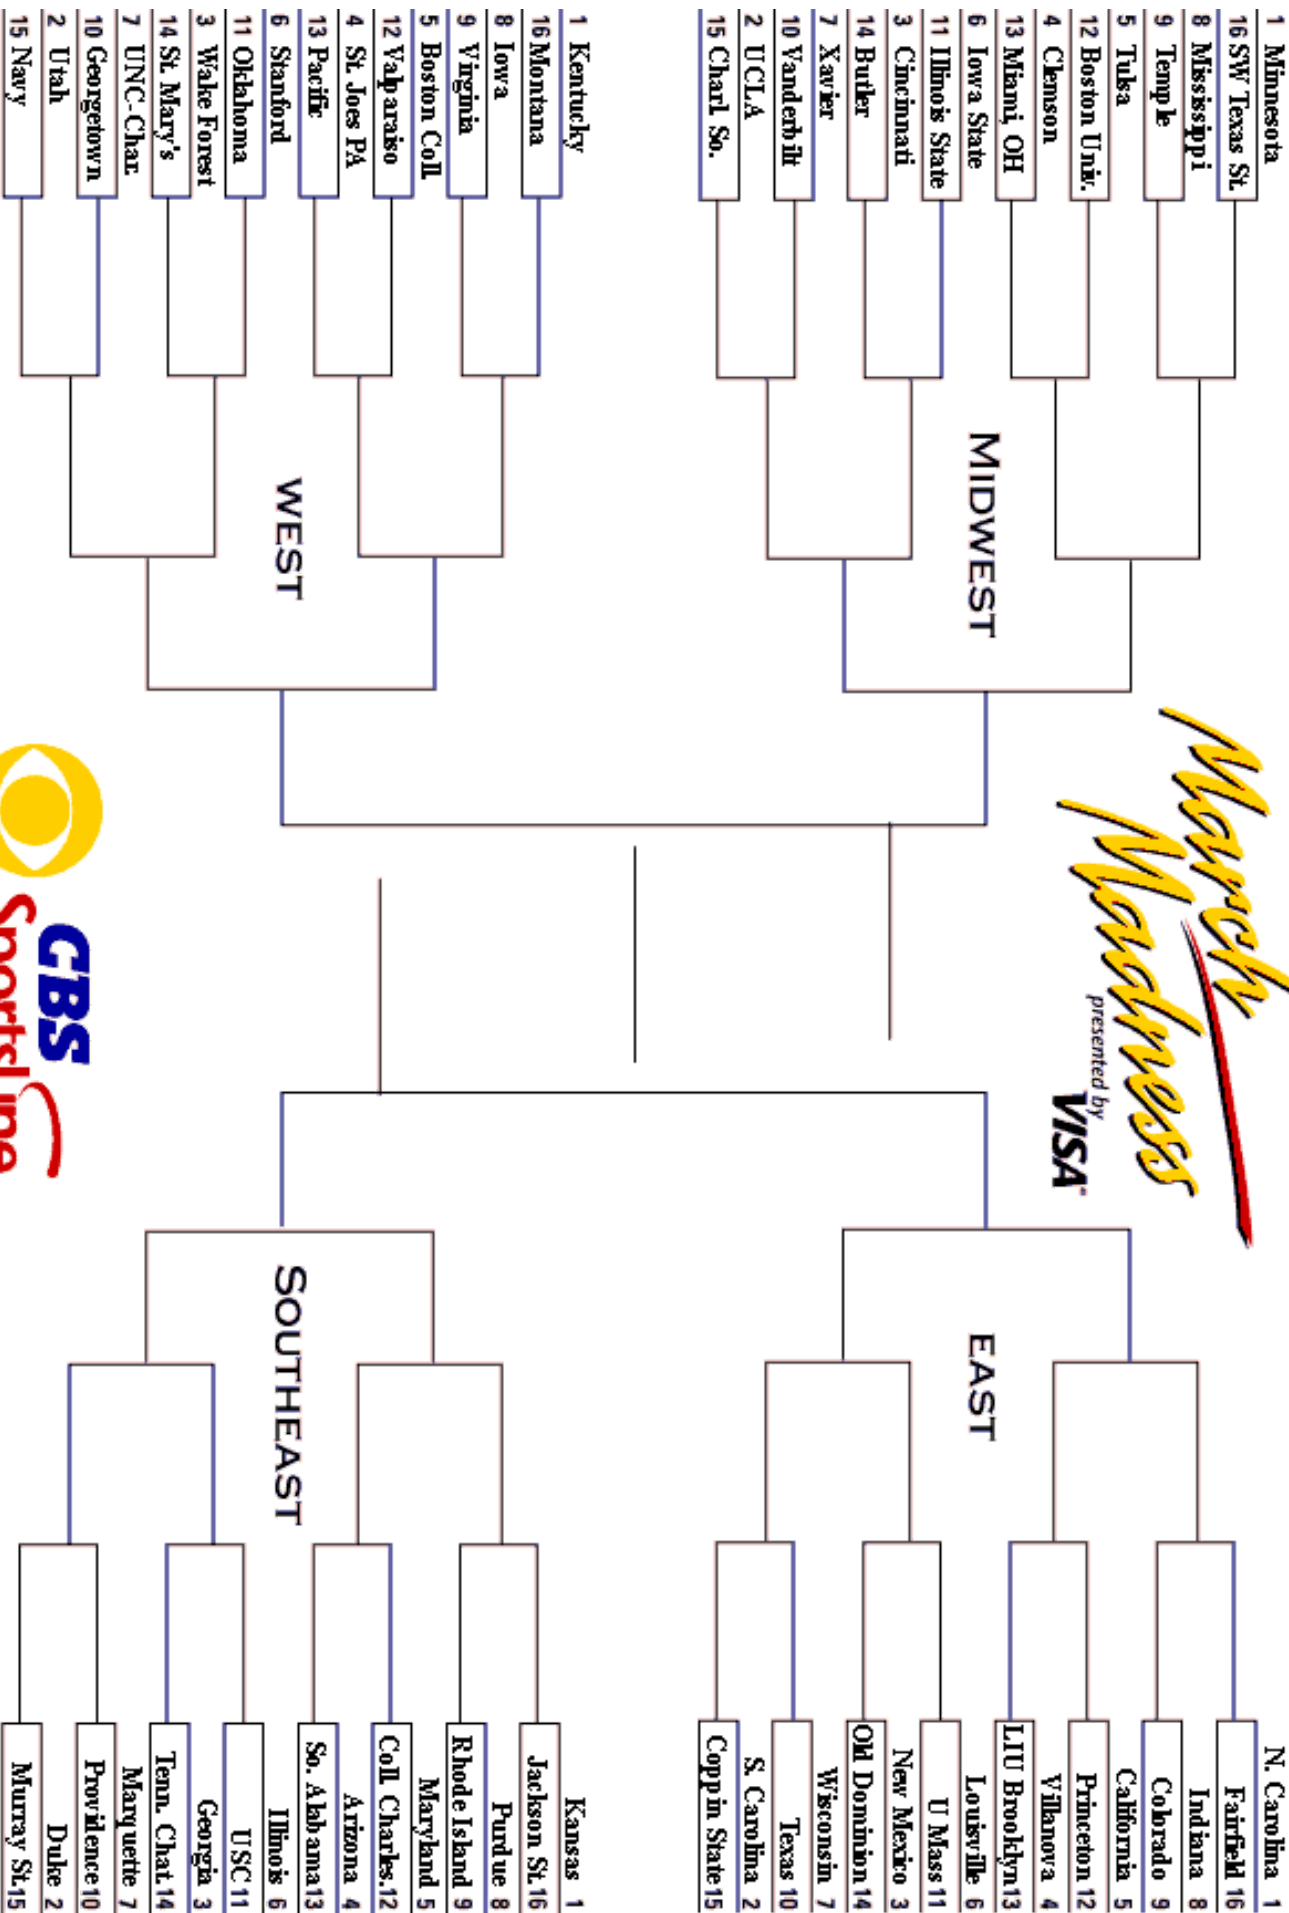 1 Minnesota
16 SW Texas St.
8 Mississippi
9 Temple
5 Tulsa
12 Boston Univ.
4 Clemson
13 Miami, OH
6 Iowa State
11 Illinois State
3 Cincinnati
14 Butler
7 Xavier
10 Vanderbilt
2 UCLA
15 Charl. So.
MIDWEST
1 Kentucky
16 Montana
8 Iowa
9 Virginia
5 Boston Coll.
12 Valparaiso
4 St. Joes PA
13 Pacific
6 Stanford
11 Oklahoma
3 Wake Forest
14 St. Mary's
7 UNC-Char.
10 Georgetown
2 Utah
15 Navy
WEST
March
Madness
presented by
VISA
CBS
SportsLine
N. Carolina 1
Fairfield 16
Indiana 8
Colorado 9
California 5
Princeton 12
Villanova 4
LIU Brooklyn 13
Louisville 6
U Mass 11
New Mexico 3
Old Dominion 14
Wisconsin 7
Texas 10
S. Carolina 2
Coppin State 15
EAST
Kansas 1
Jackson St. 16
Purdue 8
Rhode Island 9
Maryland 5
Coll. Charles. 12
Arizona 4
So. Alabama 13
Illinois 6
USC 11
Georgia 3
Tenn. Chat. 14
Marquette 7
Providence 10
Duke 2
Murray St. 15
SOUTHEAST